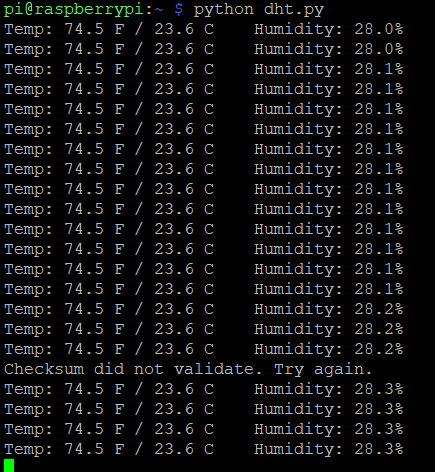 pi@raspberrypi:~ $ python dht.py
Temp: 74.5 F / 23.6 C    Humidity: 28.0%
Temp: 74.5 F / 23.6 C    Humidity: 28.0%
Temp: 74.5 F / 23.6 C    Humidity: 28.1%
Temp: 74.5 F / 23.6 C    Humidity: 28.1%
Temp: 74.5 F / 23.6 C    Humidity: 28.1%
Temp: 74.5 F / 23.6 C    Humidity: 28.1%
Temp: 74.5 F / 23.6 C    Humidity: 28.1%
Temp: 74.5 F / 23.6 C    Humidity: 28.1%
Temp: 74.5 F / 23.6 C    Humidity: 28.1%
Temp: 74.5 F / 23.6 C    Humidity: 28.1%
Temp: 74.5 F / 23.6 C    Humidity: 28.1%
Temp: 74.5 F / 23.6 C    Humidity: 28.1%
Temp: 74.5 F / 23.6 C    Humidity: 28.1%
Temp: 74.5 F / 23.6 C    Humidity: 28.1%
Temp: 74.5 F / 23.6 C    Humidity: 28.2%
Temp: 74.5 F / 23.6 C    Humidity: 28.2%
Temp: 74.5 F / 23.6 C    Humidity: 28.2%
Checksum did not validate. Try again.
Temp: 74.5 F / 23.6 C    Humidity: 28.3%
Temp: 74.5 F / 23.6 C    Humidity: 28.3%
Temp: 74.5 F / 23.6 C    Humidity: 28.3%
Temp: 74.5 F / 23.6 C    Humidity: 28.3%